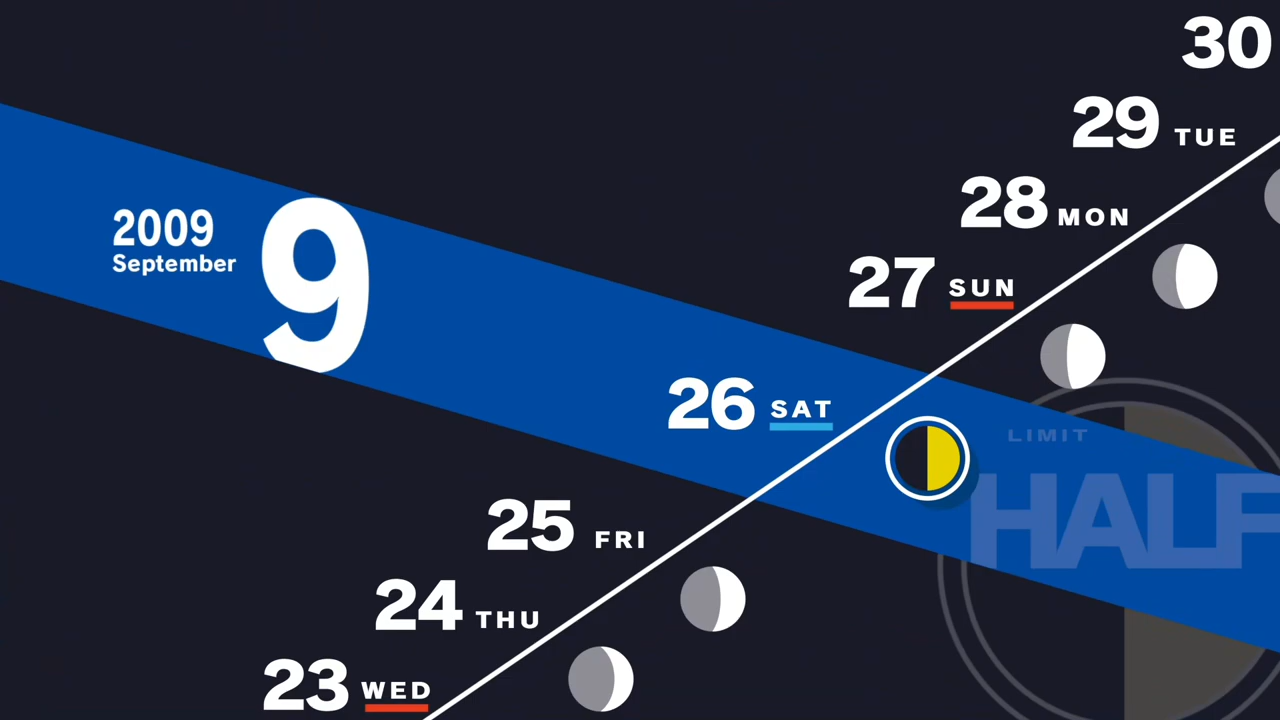 30
29 TUE
28 MON
27 SUN
2009
September
9
26 SAT
LIMIT
HALF
25 FRI
24 THU
23 WED